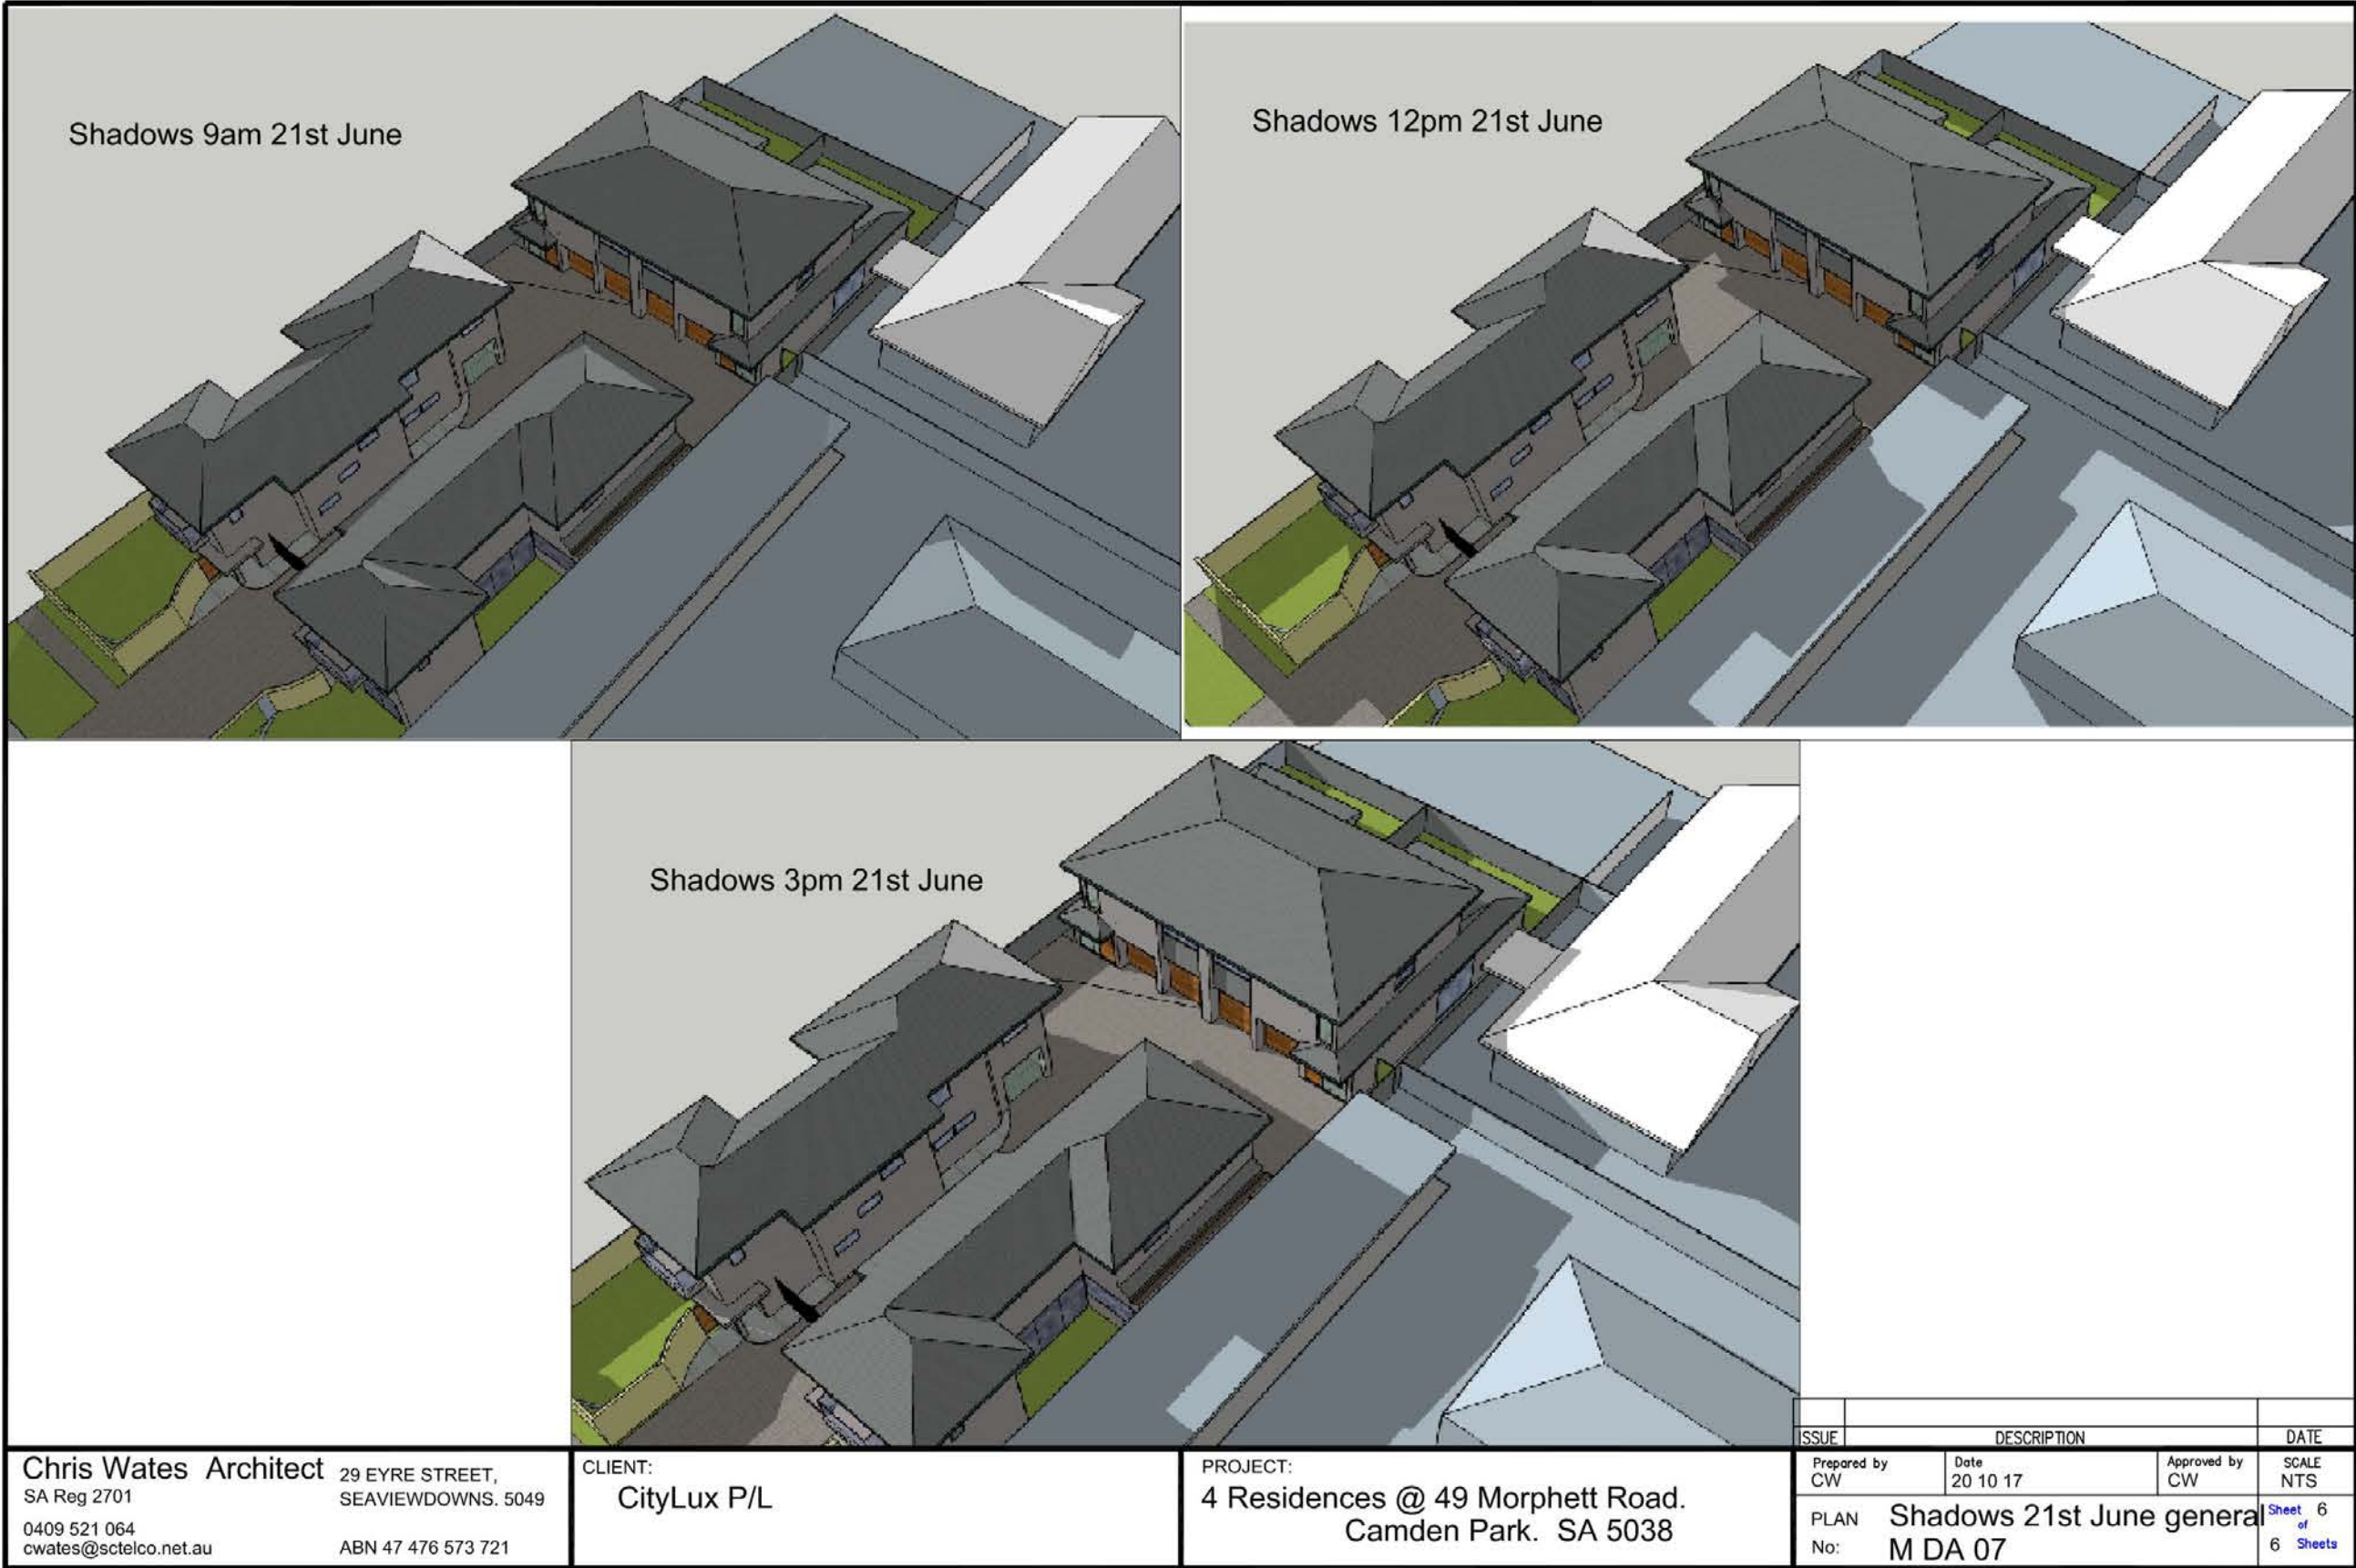 Shadows 9am 21st June
Shadows 12pm 21st June
Shadows 3pm 21st June
ISSUE DESCRIPTION DATE
Chris Wates Architect
SA Reg 2701
0409 521 064
cwates@sctelco.net.au
29 EYRE STREET,
SEAVIEWDOWNS. 5049
ABN 47 476 573 721
CLIENT:
CityLux P/L
PROJECT:
4 Residences @ 49 Morphett Road.
Camden Park. SA 5038
Prepared by
CW
Date
20 10 17
Approved by
CW
SCALE
NTS
PLAN
No:
Shadows 21st June general
M DA 07
Sheet 6
of
6 Sheets